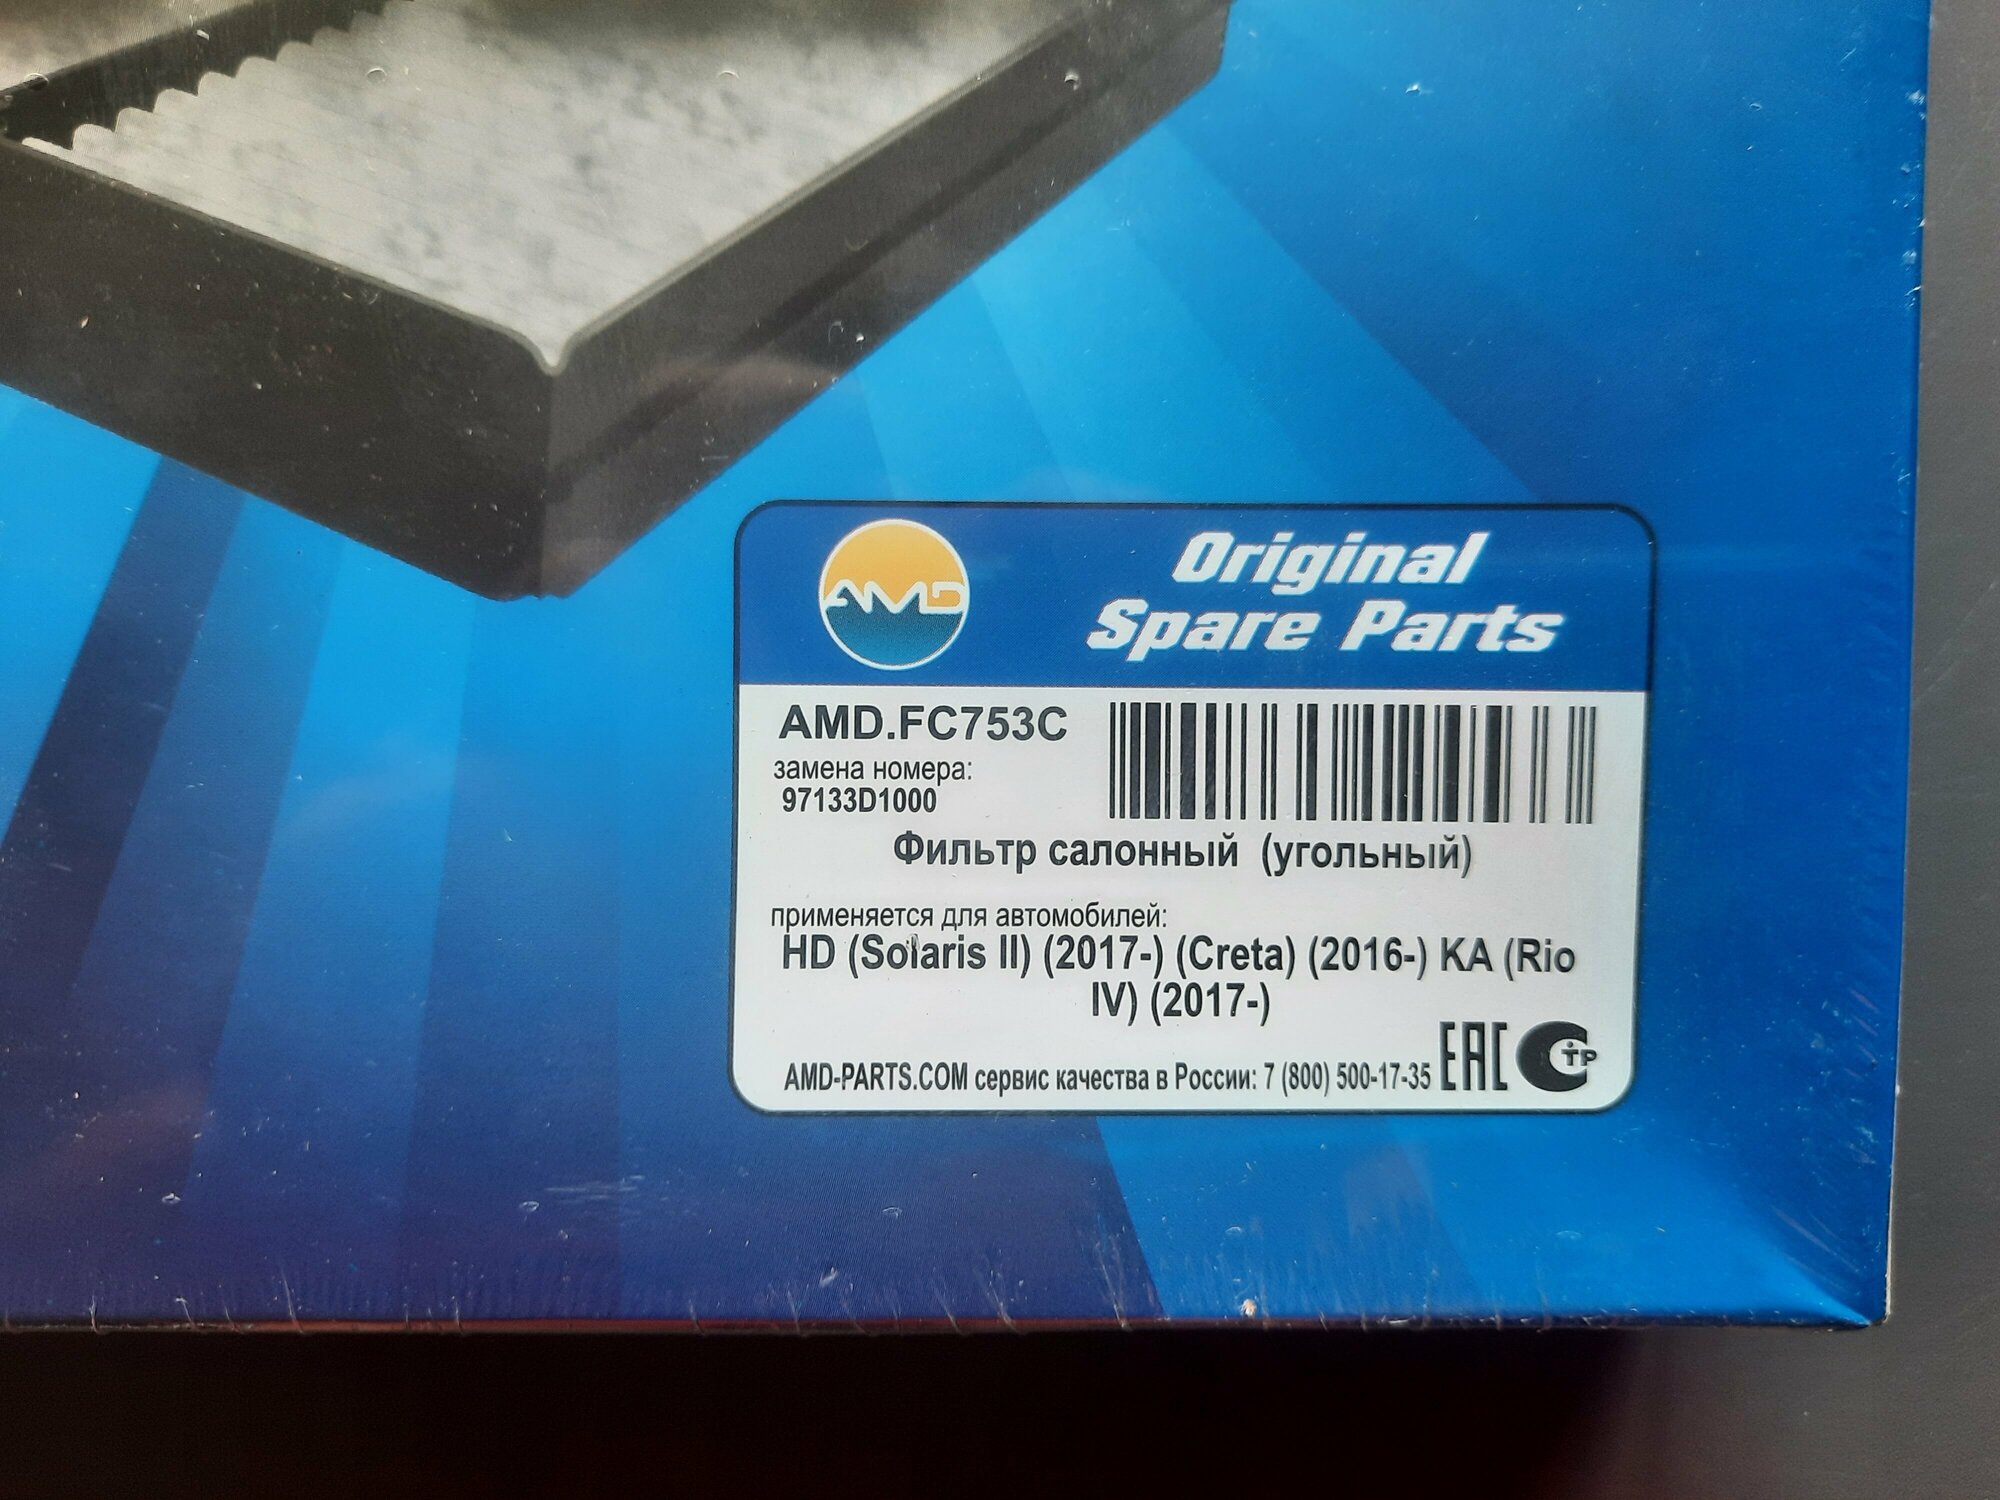 AMD
Original
Spare Parts
AMD.FC753C
замена номера:
97133D1000
Фильтр салонный (угольный)
применяется для автомобилей:
HD (Solaris II) (2017-) (Creta) (2016-) KA (Rio
IV) (2017-)
AMD-PARTS.COM сервис качества в России: 7 (800) 500-17-35 EAC